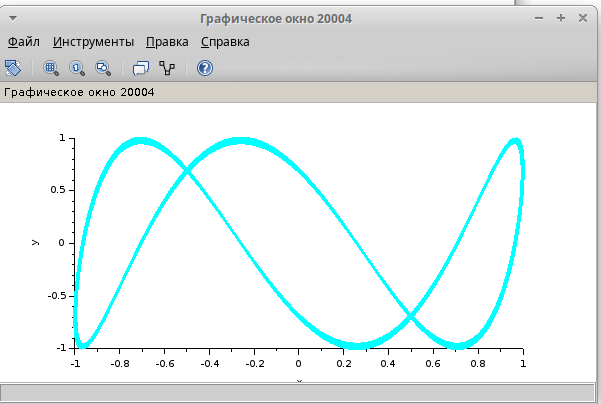 Графическое окно 20004
Файл Инструменты Правка Справка
Графическое окно 20004
1
0.5
y
0
-0.5
-1
-1 -0.8 -0.6 -0.4 -0.2 0 0.2 0.4 0.6 0.8 1